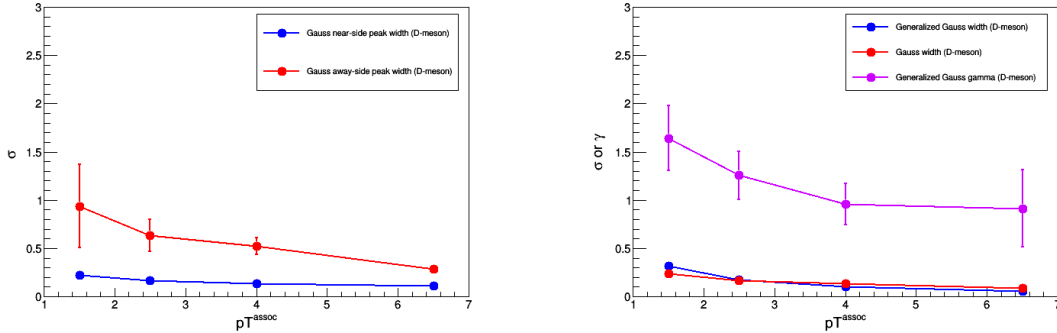 3
2.5
2
1.5
1
0.5
0
σ
1 2 3 4 5 6 7
pT^assoc
Gauss near-side peak width (D-meson)
Gauss away-side peak width (D-meson)
3
2.5
2
1.5
1
0.5
0
σ or γ
1 2 3 4 5 6 7
pT^assoc
Generalized Gauss width (D-meson)
Gauss width (D-meson)
Generalized Gauss gamma (D-meson)